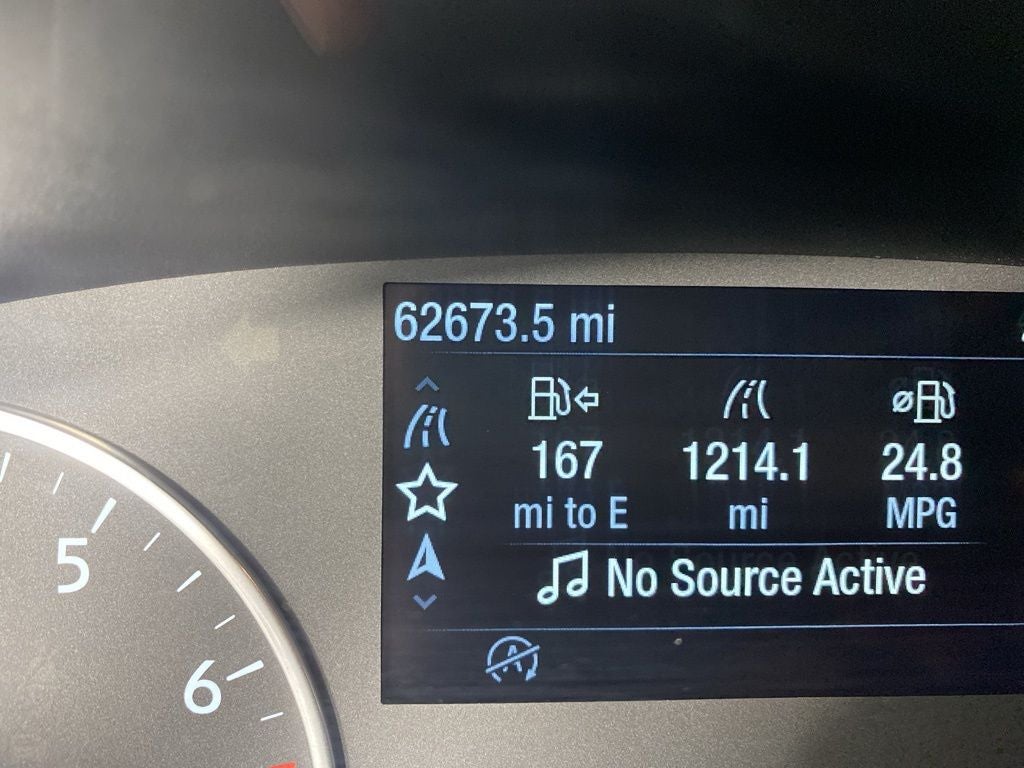 62673.5 mi
167 1214.1 24.8
mi to E mi MPG
No Source Active
A
5
6